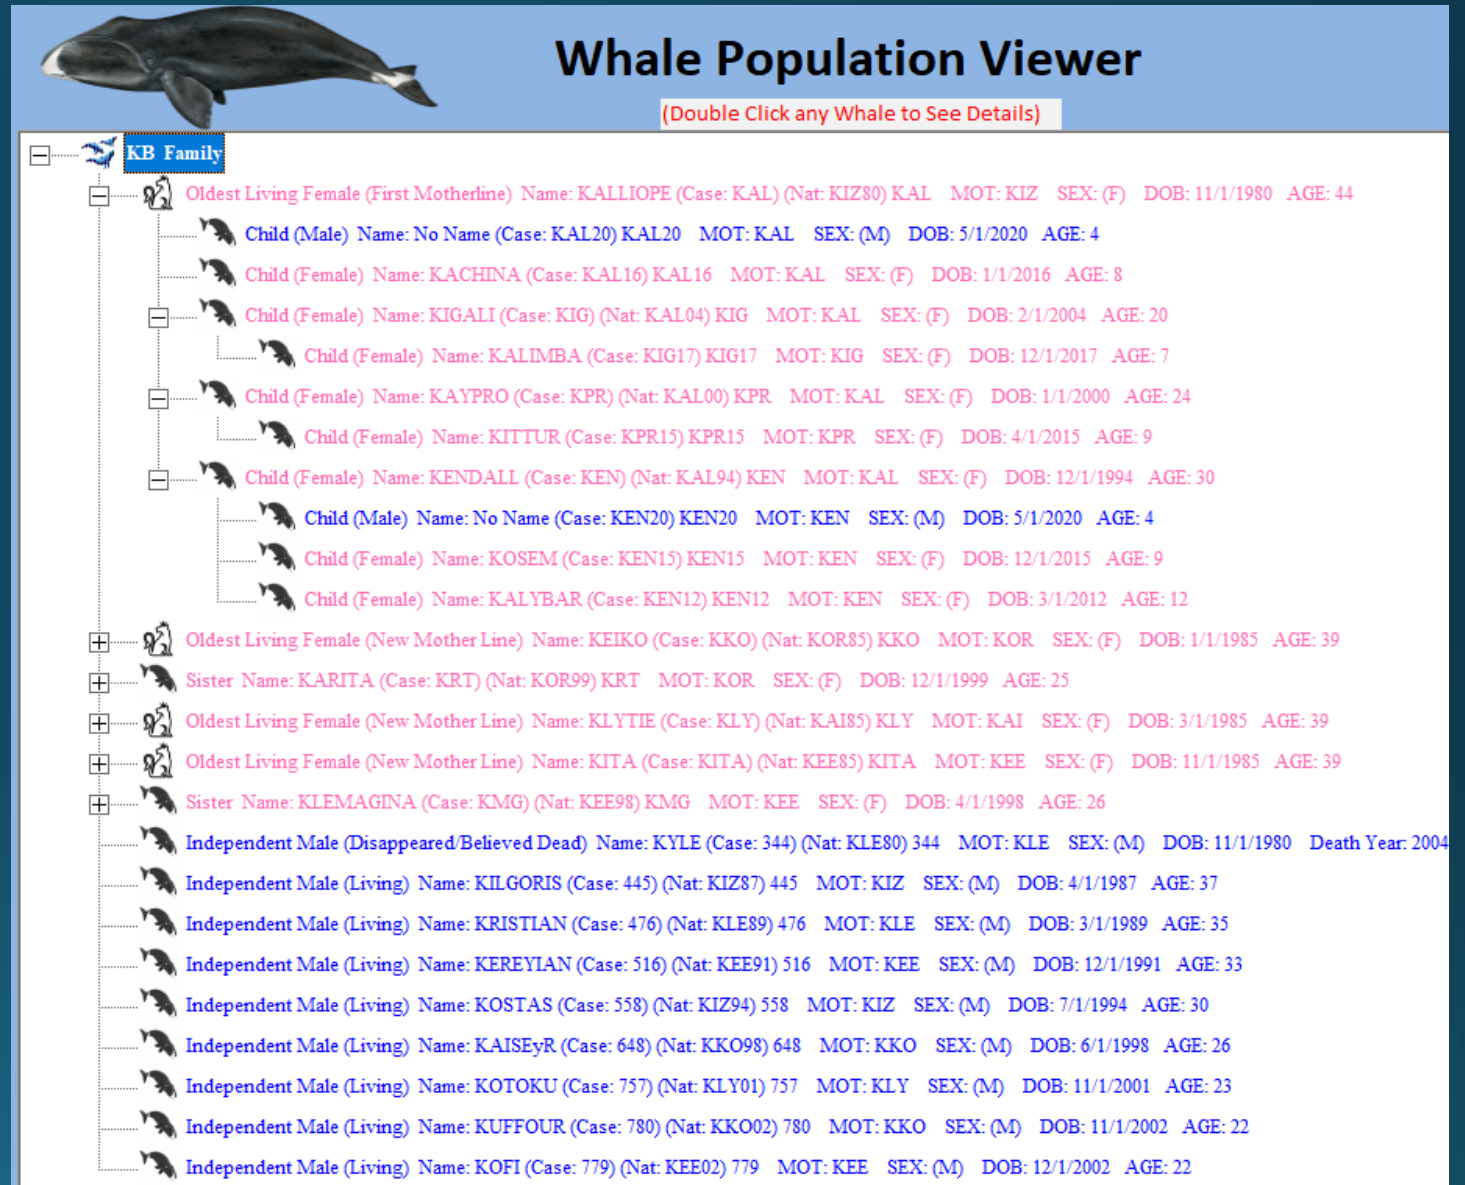 Whale Population Viewer
(Double Click any Whale to See Details)
KB Family
Oldest Living Female (First Motherline) Name: KALLIOPE (Case: KAL) (Nat: KIZ80) KAL MOT: KIZ SEX: (F) DOB: 11/1/1980 AGE: 44
Child (Male) Name: No Name (Case: KAL20) KAL20 MOT: KAL SEX: (M) DOB: 5/1/2020 AGE: 4
Child (Female) Name: KACHINA (Case: KAL16) KAL16 MOT: KAL SEX: (F) DOB: 1/1/2016 AGE: 8
Child (Female) Name: KIGALI (Case: KIG) (Nat: KAL04) KIG MOT: KAL SEX: (F) DOB: 2/1/2004 AGE: 20
Child (Female) Name: KALIMBA (Case: KIG17) KIG17 MOT: KIG SEX: (F) DOB: 12/1/2017 AGE: 7
Child (Female) Name: KAYPRO (Case: KPR) (Nat: KAL00) KPR MOT: KAL SEX: (F) DOB: 1/1/2000 AGE: 24
Child (Female) Name: KITTUR (Case: KPR15) KPR15 MOT: KPR SEX: (F) DOB: 4/1/2015 AGE: 9
Child (Female) Name: KENDALL (Case: KEN) (Nat: KAL94) KEN MOT: KAL SEX: (F) DOB: 12/1/1994 AGE: 30
Child (Male) Name: No Name (Case: KEN20) KEN20 MOT: KEN SEX: (M) DOB: 5/1/2020 AGE: 4
Child (Female) Name: KOSEM (Case: KEN15) KEN15 MOT: KEN SEX: (F) DOB: 12/1/2015 AGE: 9
Child (Female) Name: KALYBAR (Case: KEN12) KEN12 MOT: KEN SEX: (F) DOB: 3/1/2012 AGE: 12
Oldest Living Female (New Mother Line) Name: KEIKO (Case: KKO) (Nat: KOR85) KKO MOT: KOR SEX: (F) DOB: 1/1/1985 AGE: 39
Sister Name: KARITA (Case: KRT) (Nat: KOR99) KRT MOT: KOR SEX: (F) DOB: 12/1/1999 AGE: 25
Oldest Living Female (New Mother Line) Name: KLYTIE (Case: KLY) (Nat: KAI85) KLY MOT: KAI SEX: (F) DOB: 3/1/1985 AGE: 39
Oldest Living Female (New Mother Line) Name: KITA (Case: KITA) (Nat: KEE85) KITA MOT: KEE SEX: (F) DOB: 11/1/1985 AGE: 39
Sister Name: KLEMAGINA (Case: KMG) (Nat: KEE98) KMG MOT: KEE SEX: (F) DOB: 4/1/1998 AGE: 26
Independent Male (Disappeared/Believed Dead) Name: KYLE (Case: 344) (Nat: KLE80) 344 MOT: KLE SEX: (M) DOB: 11/1/1980 Death Year: 2004
Independent Male (Living) Name: KILGORIS (Case: 445) (Nat: KIZ87) 445 MOT: KIZ SEX: (M) DOB: 4/1/1987 AGE: 37
Independent Male (Living) Name: KRISTIAN (Case: 476) (Nat: KLE89) 476 MOT: KLE SEX: (M) DOB: 3/1/1989 AGE: 35
Independent Male (Living) Name: KEREYIAN (Case: 516) (Nat: KEE91) 516 MOT: KEE SEX: (M) DOB: 12/1/1991 AGE: 33
Independent Male (Living) Name: KOSTAS (Case: 558) (Nat: KIZ94) 558 MOT: KIZ SEX: (M) DOB: 7/1/1994 AGE: 30
Independent Male (Living) Name: KAISEyR (Case: 648) (Nat: KKO98) 648 MOT: KKO SEX: (M) DOB: 6/1/1998 AGE: 26
Independent Male (Living) Name: KOTOKU (Case: 757) (Nat: KLY01) 757 MOT: KLY SEX: (M) DOB: 11/1/2001 AGE: 23
Independent Male (Living) Name: KUFFOUR (Case: 780) (Nat: KKO02) 780 MOT: KKO SEX: (M) DOB: 11/1/2002 AGE: 22
Independent Male (Living) Name: KOFI (Case: 779) (Nat: KEE02) 779 MOT: KEE SEX: (M) DOB: 12/1/2002 AGE: 22